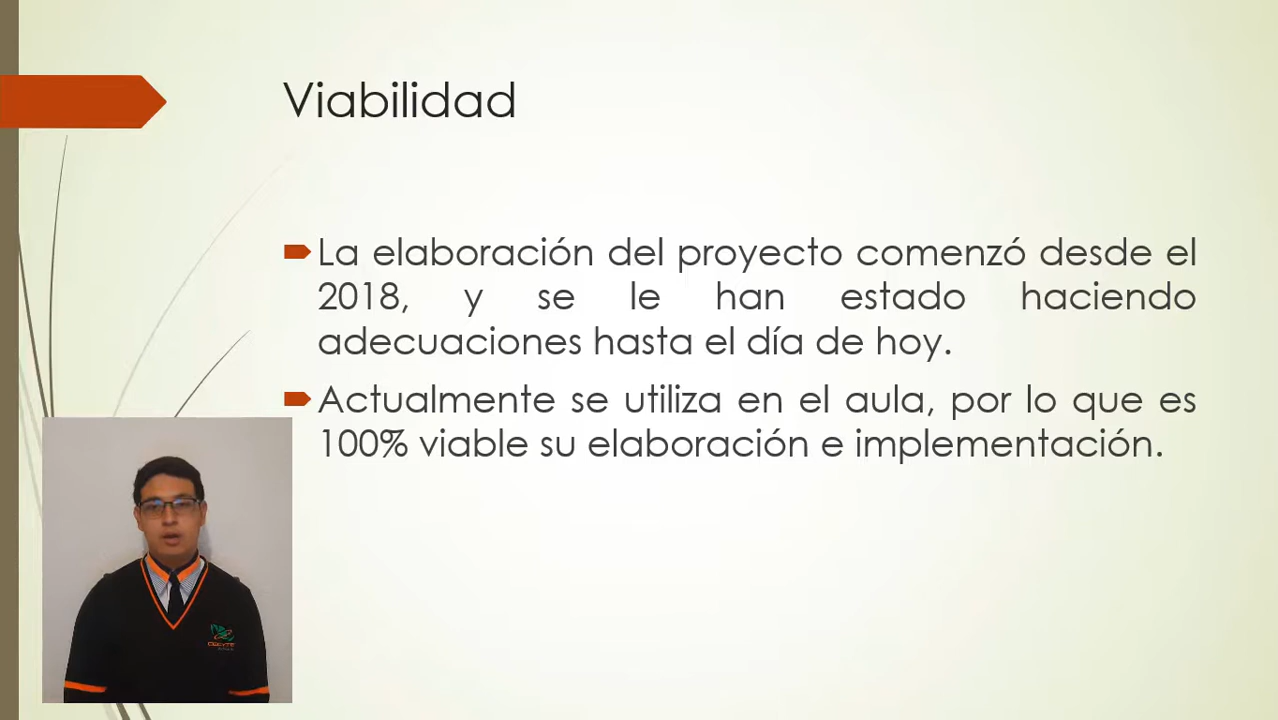 Viabilidad
La elaboración del proyecto comenzó desde el
2018, y se le han estado haciendo
adecuaciones hasta el día de hoy.
Actualmente se utiliza en el aula, por lo que es
100% viable su elaboración e implementación.